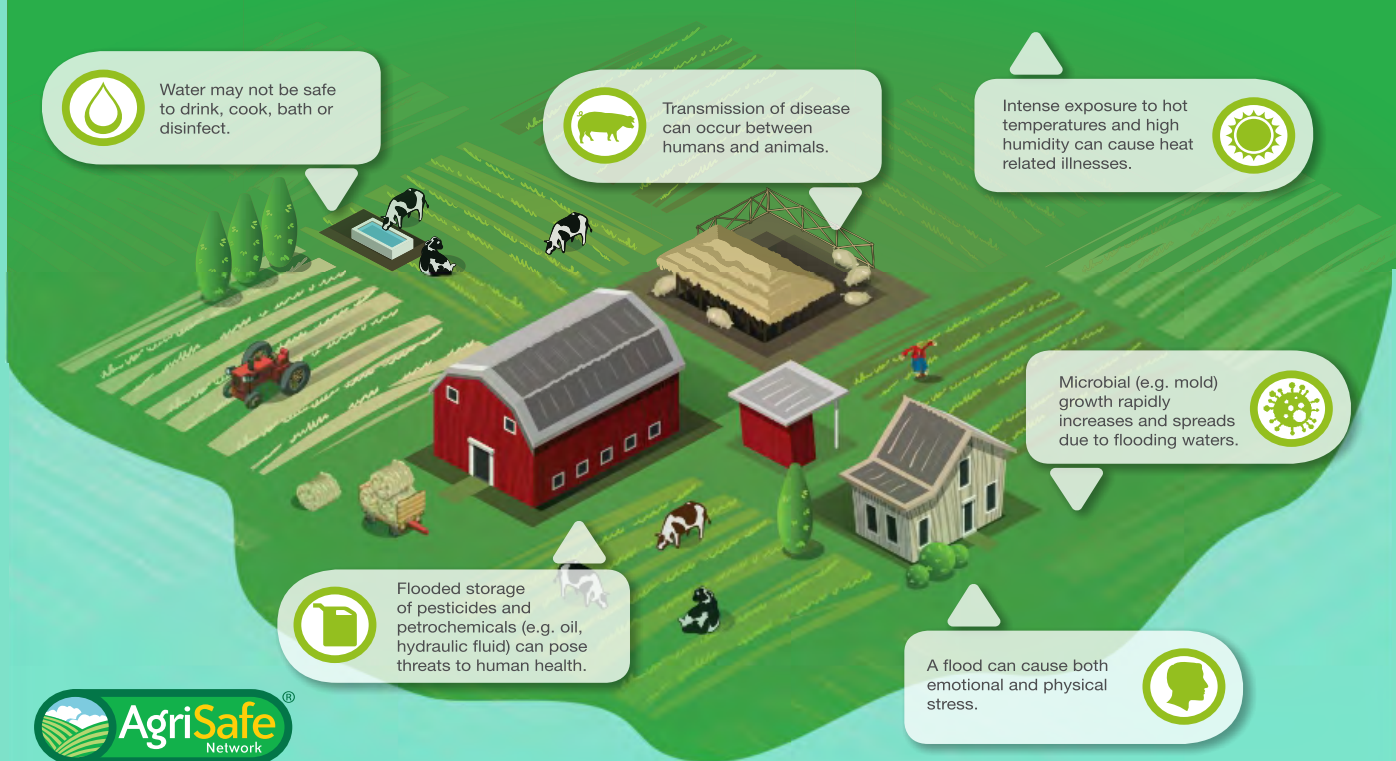 Water may not be safe
to drink, cook, bath or
disinfect.
Transmission of disease
can occur between
humans and animals.
Intense exposure to hot
temperatures and high
humidity can cause heat
related illnesses.
Microbial (e.g. mold)
growth rapidly
increases and spreads
due to flooding waters.
Flooded storage
of pesticides and
petrochemicals (e.g. oil,
hydraulic fluid) can pose
threats to human health.
A flood can cause both
emotional and physical
stress.
AgriSafe ®
Network